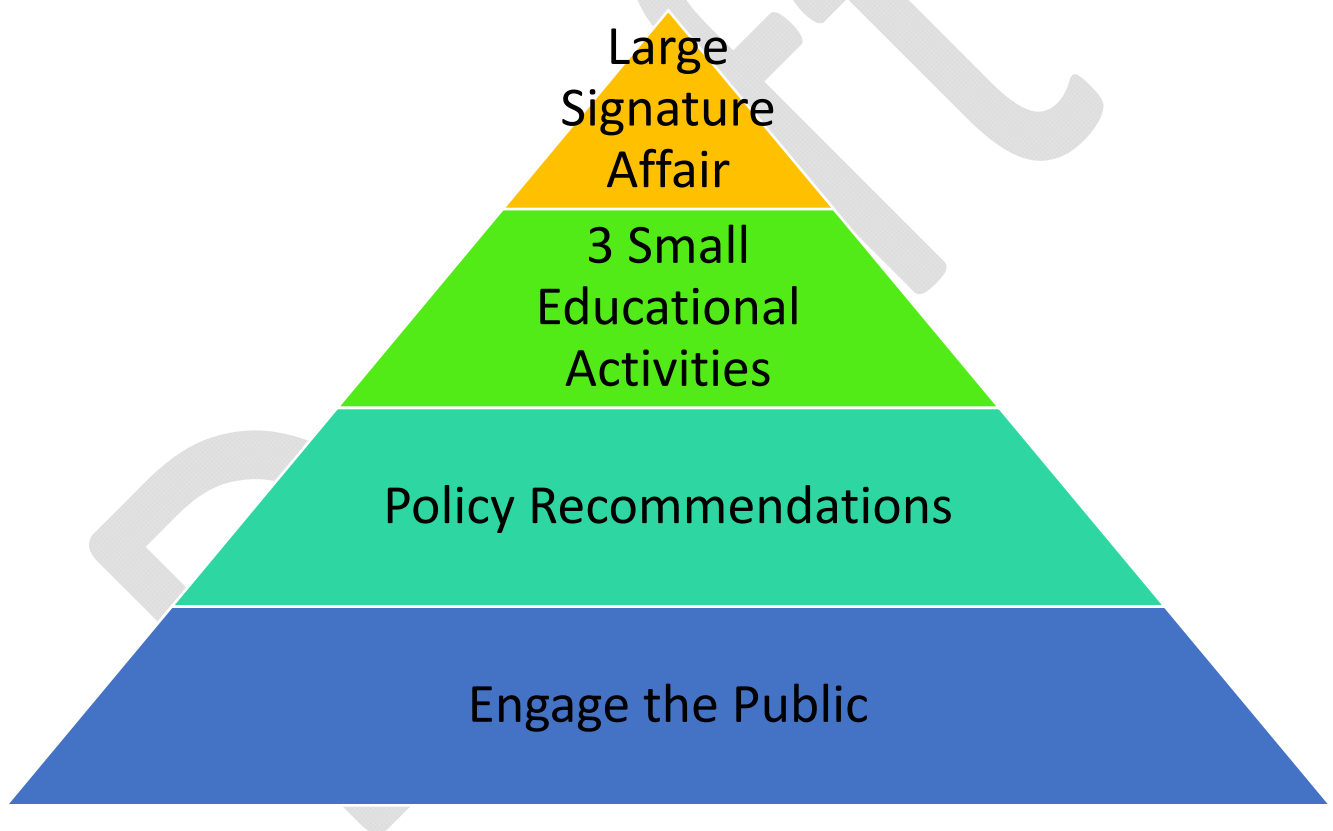 Large
Signature
Affair
3 Small
Educational
Activities
Policy Recommendations
Engage the Public